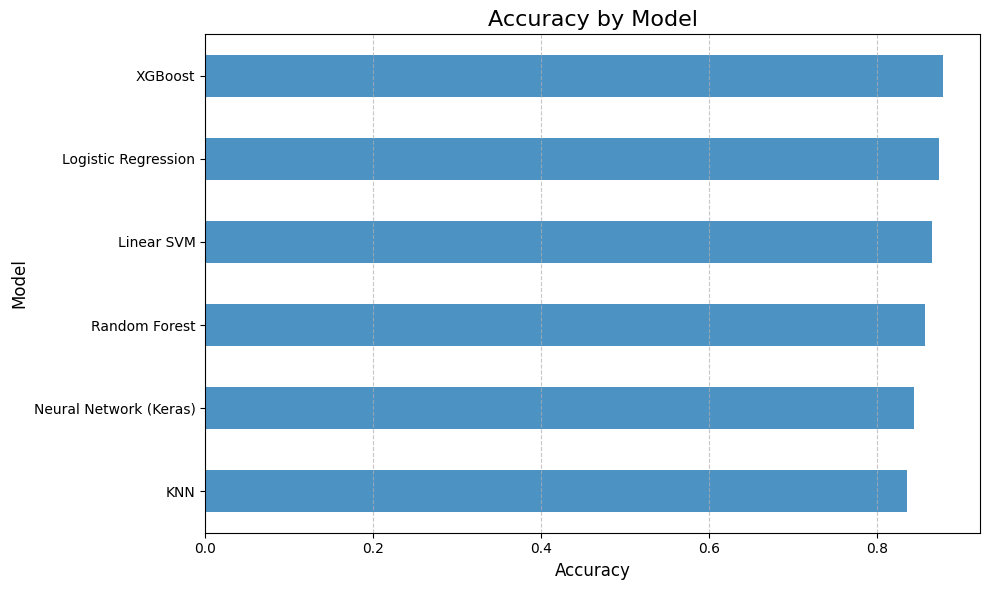 Accuracy by Model
Model
XGBoost
Logistic Regression
Linear SVM
Random Forest
Neural Network (Keras)
KNN
0.0 0.2 0.4 0.6 0.8
Accuracy